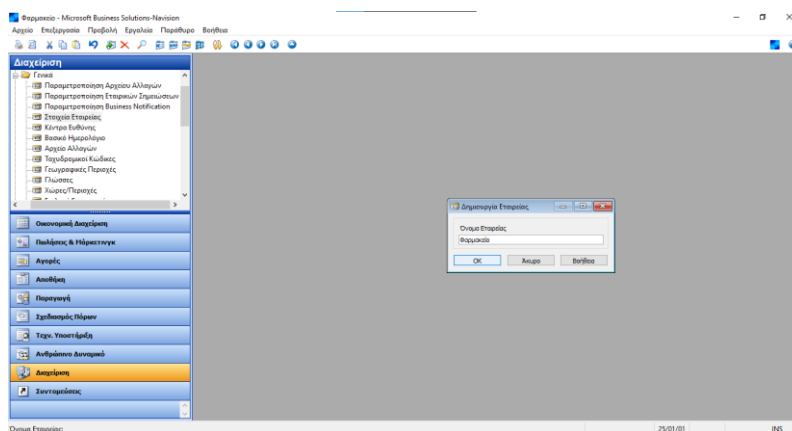 Φαρμακείο - Microsoft Business Solutions-Navision
Αρχείο Επεξεργασία Προβολή Εργαλεία Παράθυρο Βοήθεια
Διαχείριση
Γενικά
Παραμετροποίηση Αρχείου Αλλαγών
Παραμετροποίηση Εταιρικών Σημειώσεων
Παραμετροποίηση Business Notification
Στοιχεία Εταιρείας
Κέντρα Ευθύνης
Βασικό Ημερολόγιο
Αρχείο Αλλαγών
Ταχυδρομικοί Κώδικες
Γεωγραφικές Περιοχές
Γλώσσες
Χώρες/Περιοχές
Οικονομική Διαχείριση
Πωλήσεις & Μάρκετινγκ
Αγορές
Αποθήκη
Παραγωγή
Σχεδιασμός Πόρων
Τεχν. Υποστήριξη
Ανθρώπινο Δυναμικό
Διαχείριση
Συντομεύσεις
Δημιουργία Εταιρείας
Όνομα Εταιρείας
Φαρμακείο
OK Άκυρο Βοήθεια
Όνομα Εταιρείας: 25/01/01 INS